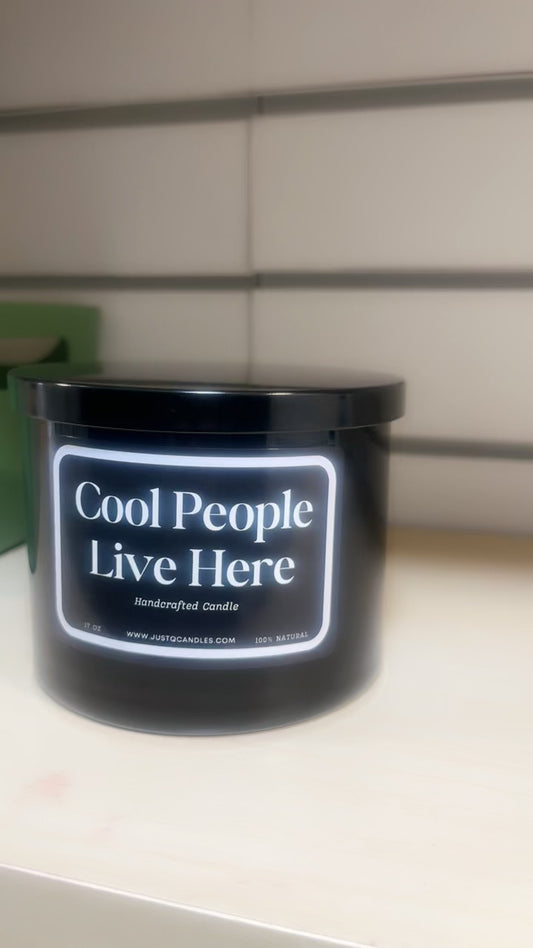 Cool People
Live Here
Handcrafted Candle
17 OZ
WWW.JUSTQCANDLES.COM
100% NATURAL